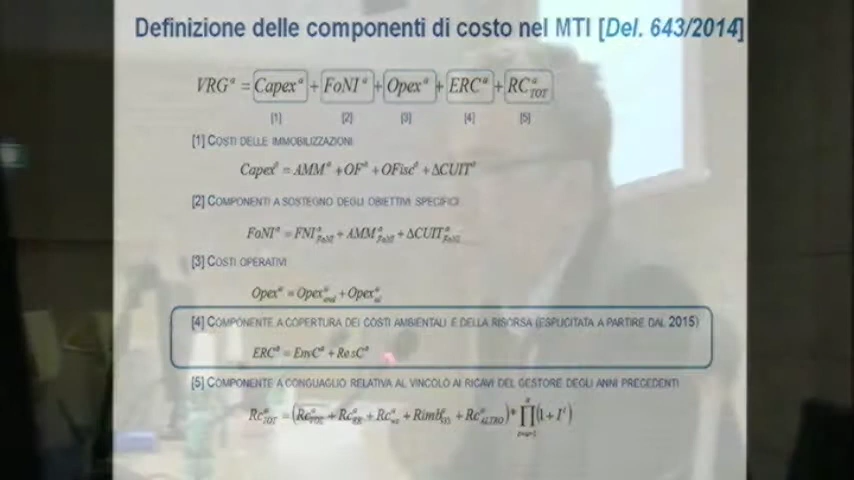 Definizione delle componenti di costo nel MTI [Del. 643/2014]
VRG^a = Capex^a + FoNI^a + Opex^a + ERC^a + RC^a_TOT
[1] [2] [3] [4] [5]
[1] COSTI DELLE IMMOBILIZZAZIONI
Capex^a = AMM^a + OF^a + OFisc^a + ΔCUIT^a
[2] COMPONENTI A SOSTEGNO DEGLI OBIETTIVI SPECIFICI
FoNI^a = FNI^a_FoNI + AMM^a_FoNI + ΔCUIT^a_FoNI
[3] COSTI OPERATIVI
Opex^a = Opex^a_end + Opex^a_al
[4] COMPONENTE A COPERTURA DEI COSTI AMBIENTALI E DELLA RISORSA (ESPLICITATA A PARTIRE DAL 2015)
ERC^a = EnvC^a + ResC^a
[5] COMPONENTE A CONGUAGLIO RELATIVA AL VINCOLO AI RICAVI DEL GESTORE DEGLI ANNI PRECEDENTI